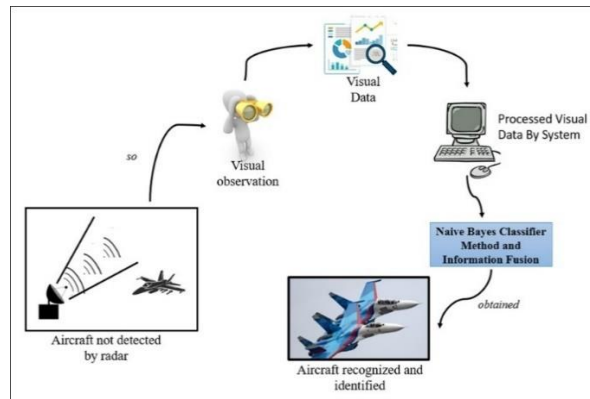 Aircraft not detected
by radar
so
Visual
observation
Visual
Data
Processed Visual
Data By System
Naive Bayes Classifier
Method and
Information Fusion
obtained
Aircraft recognized and
identified